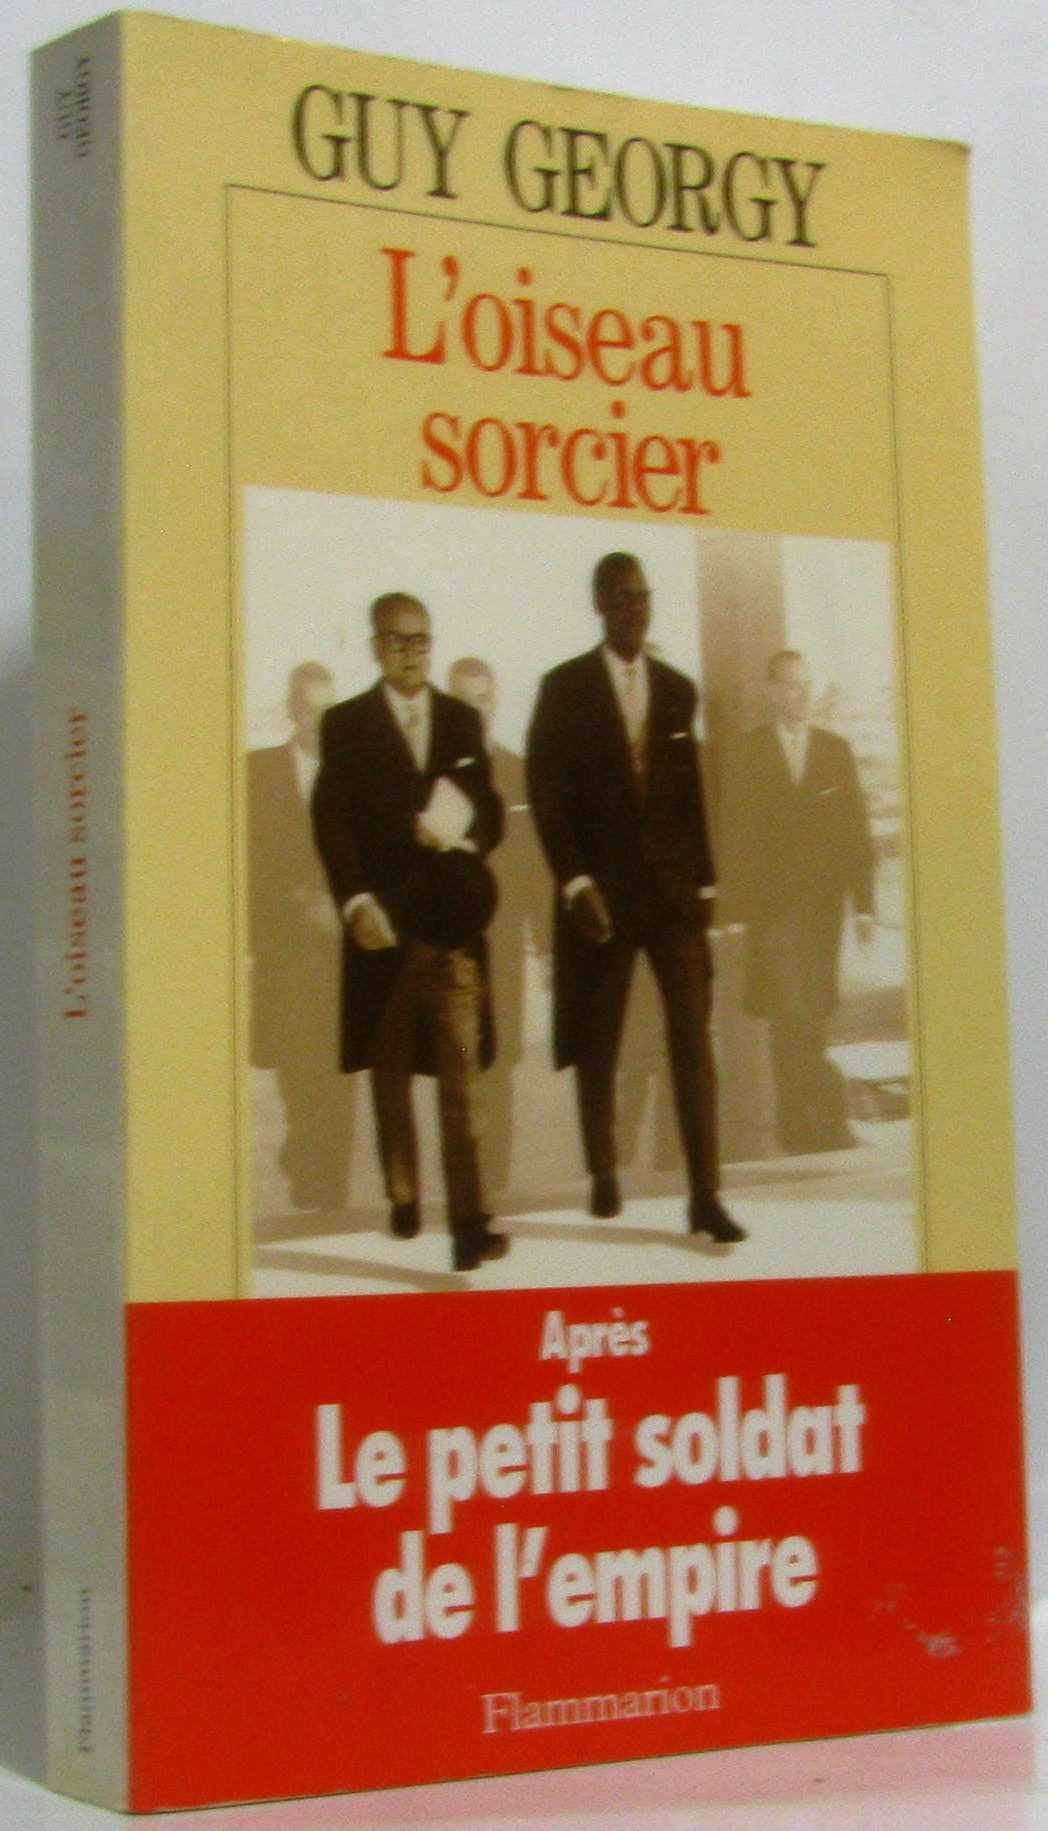 GUY
GEORGY
L'oiseau sorcier
Flammarion
GUY GEORGY
L'oiseau
sorcier
Après
Le petit soldat
de l'empire
Flammarion